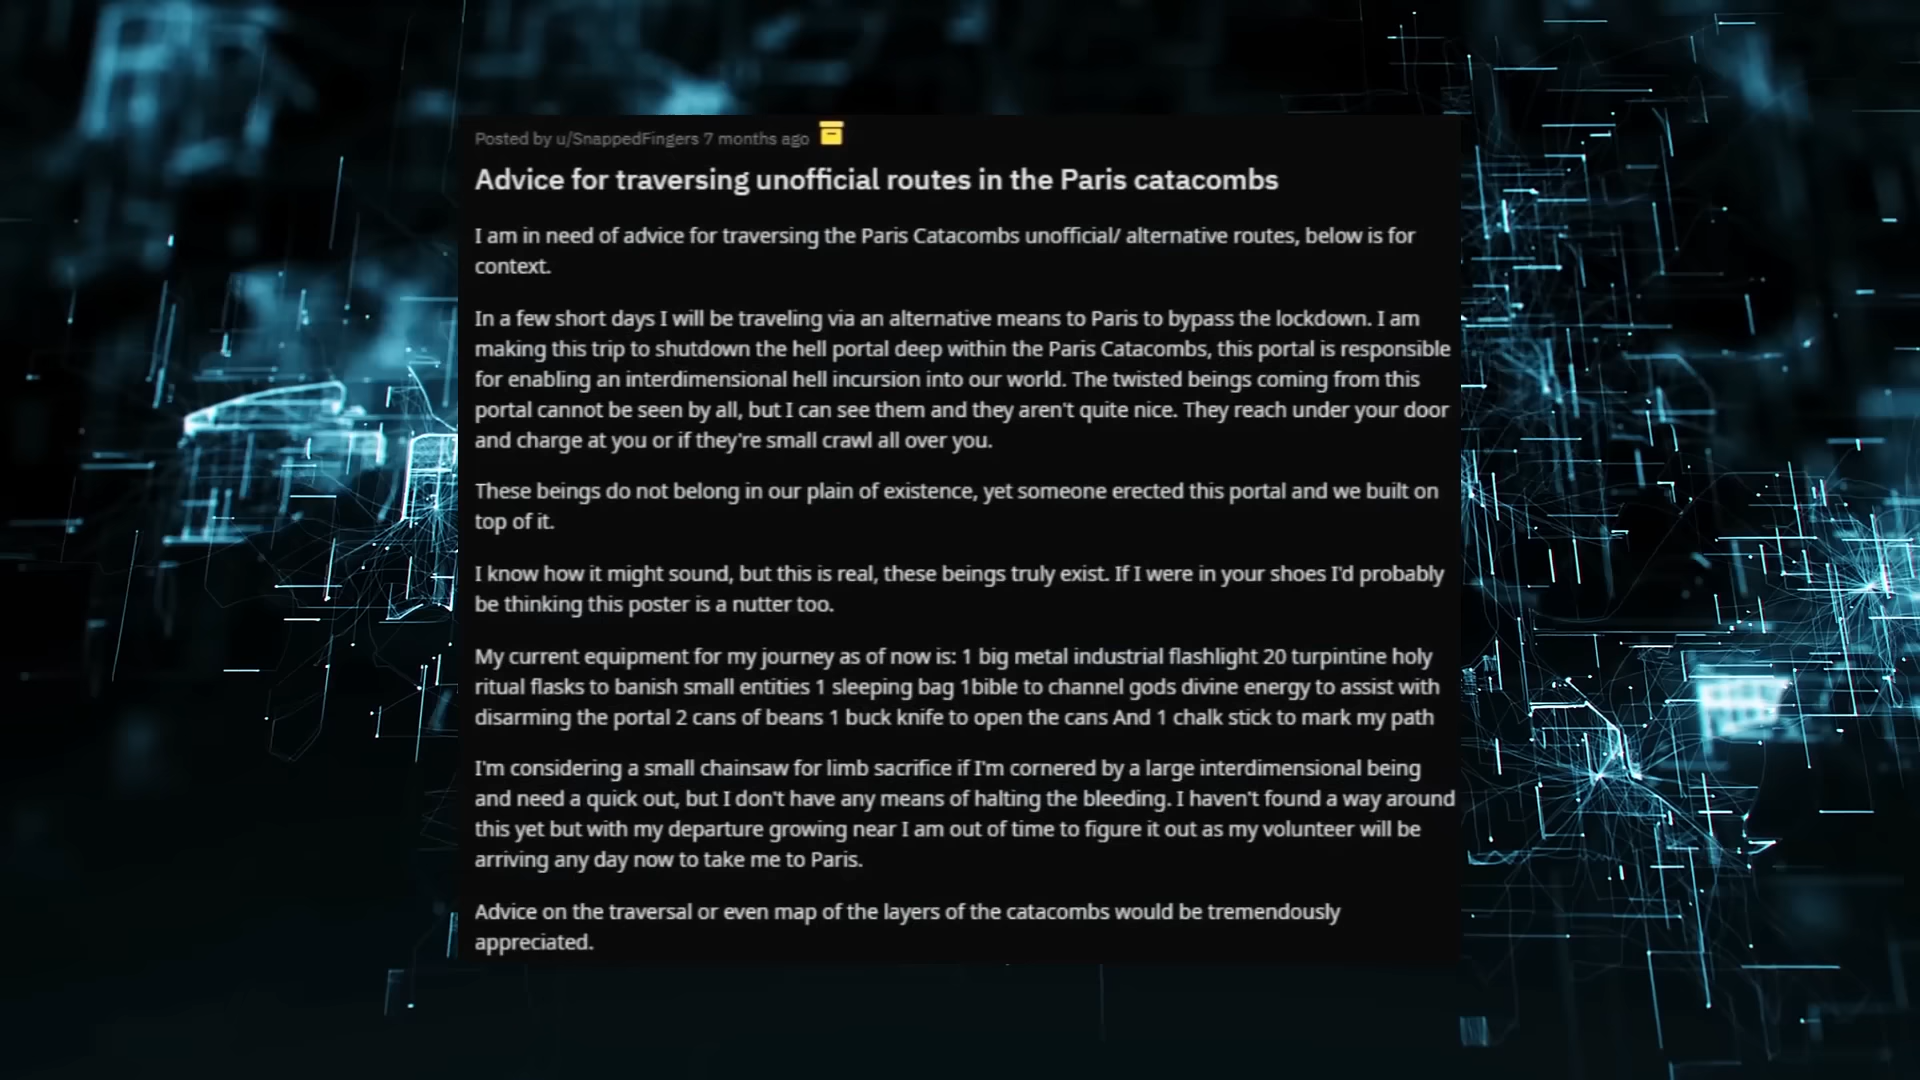 Posted by u/SnappedFingers 7 months ago
Advice for traversing unofficial routes in the Paris catacombs
I am in need of advice for traversing the Paris Catacombs unofficial/ alternative routes, below is for
context.
In a few short days I will be traveling via an alternative means to Paris to bypass the lockdown. I am
making this trip to shutdown the hell portal deep within the Paris Catacombs, this portal is responsible
for enabling an interdimensional hell incursion into our world. The twisted beings coming from this
portal cannot be seen by all, but I can see them and they aren't quite nice. They reach under your door
and charge at you or if they're small crawl all over you.
These beings do not belong in our plain of existence, yet someone erected this portal and we built on
top of it.
I know how it might sound, but this is real, these beings truly exist. If I were in your shoes I'd probably
be thinking this poster is a nutter too.
My current equipment for my journey as of now is: 1 big metal industrial flashlight 20 turpintine holy
ritual flasks to banish small entities 1 sleeping bag 1bible to channel gods divine energy to assist with
disarming the portal 2 cans of beans 1 buck knife to open the cans And 1 chalk stick to mark my path
I'm considering a small chainsaw for limb sacrifice if I'm cornered by a large interdimensional being
and need a quick out, but I don't have any means of halting the bleeding. I haven't found a way around
this yet but with my departure growing near I am out of time to figure it out as my volunteer will be
arriving any day now to take me to Paris.
Advice on the traversal or even map of the layers of the catacombs would be tremendously
appreciated.